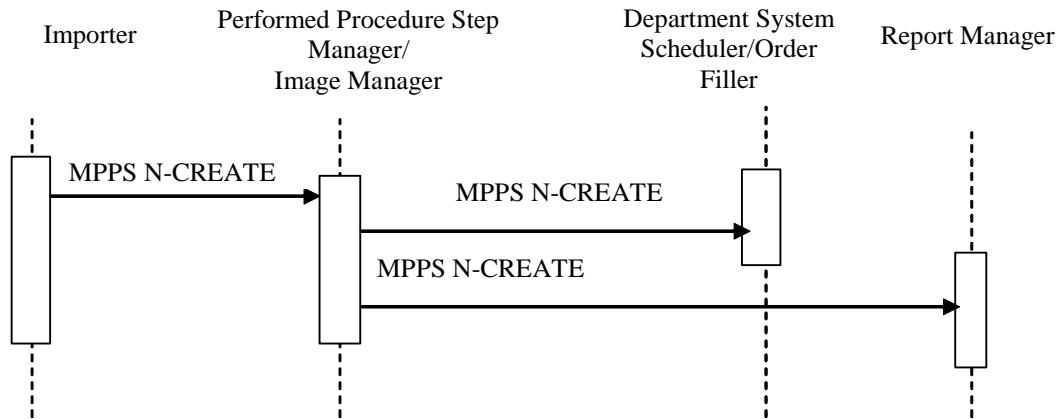 Importer
Performed Procedure Step
Manager/
Image Manager
Department System
Scheduler/Order
Filler
Report Manager
MPPS N-CREATE
MPPS N-CREATE
MPPS N-CREATE